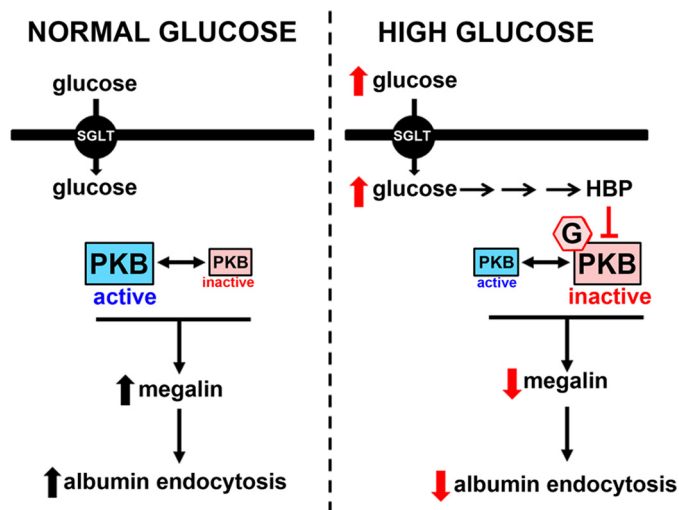 NORMAL GLUCOSE
glucose
SGLT
glucose
PKB
active
PKB
inactive
megalin
albumin endocytosis
HIGH GLUCOSE
glucose
SGLT
glucose
HBP
G
PKB
active
PKB
inactive
megalin
albumin endocytosis